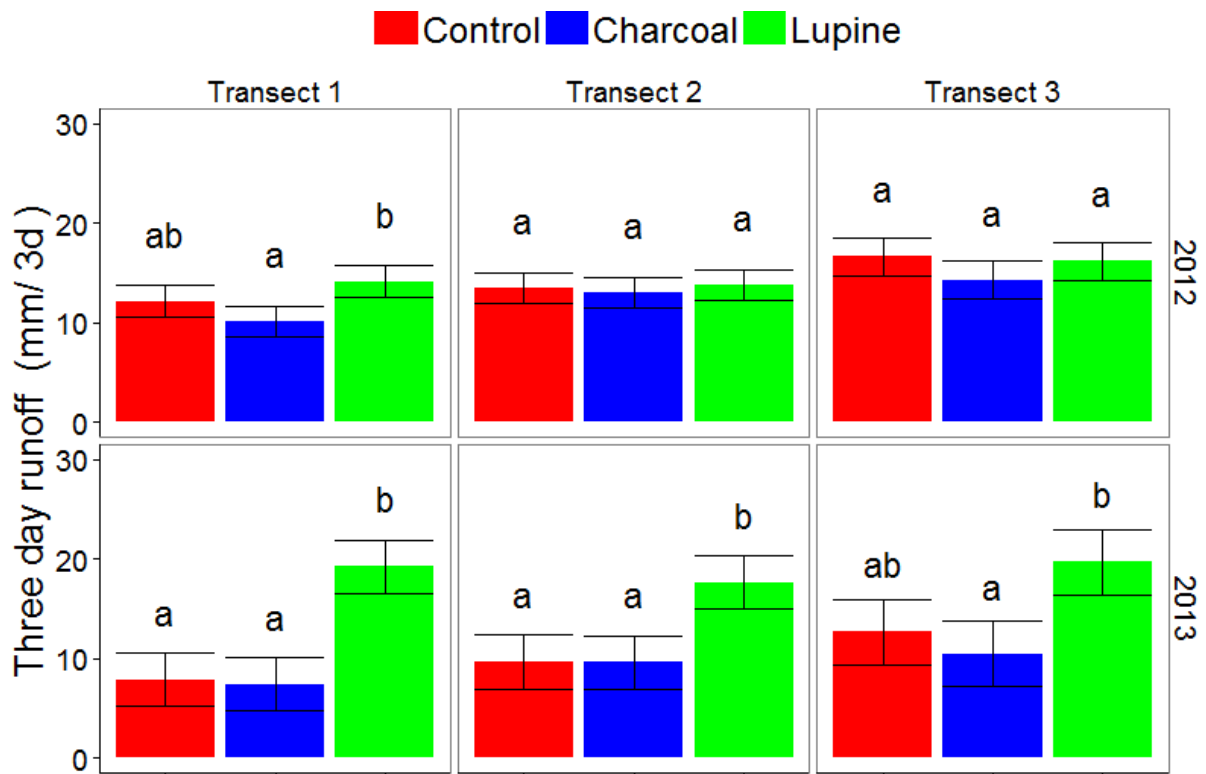 Control Charcoal Lupine
Transect 1 Transect 2 Transect 3
Three day runoff (mm/ 3d )
30
20
10
0
ab a b
a a a
a a a
2012
30
20
10
0
a a b
a a b
ab a b
2013